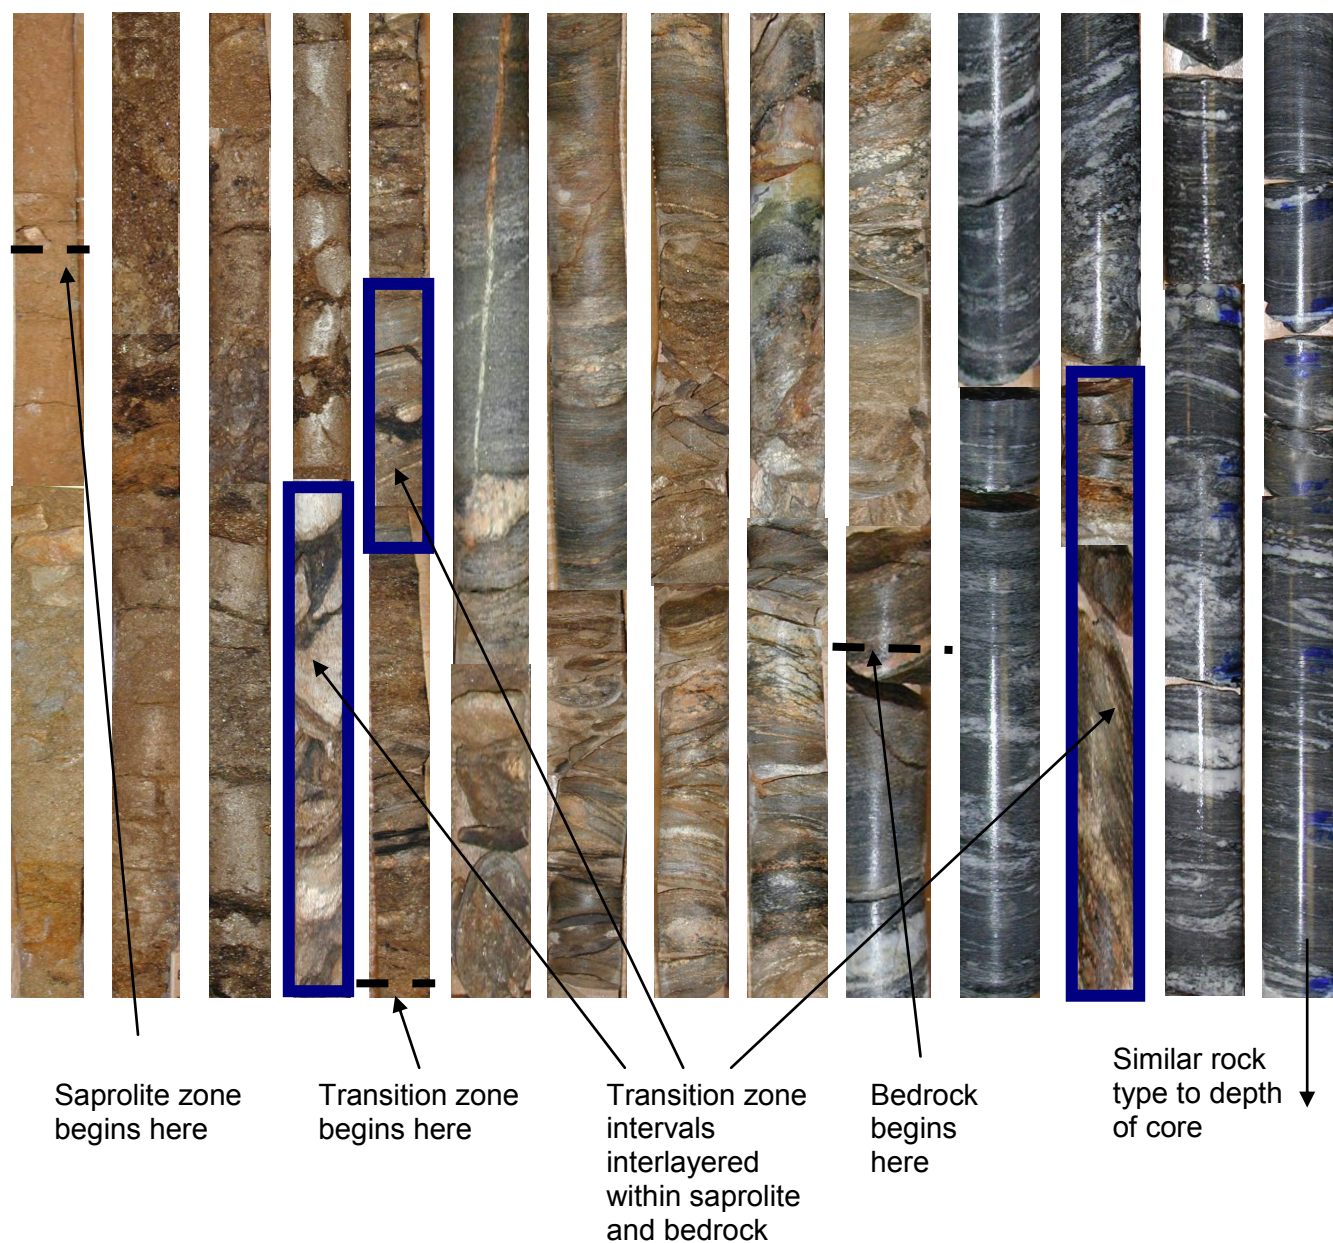 Saprolite zone
begins here
Transition zone
begins here
Transition zone
intervals
interlayered
within saprolite
and bedrock
Bedrock
begins
here
Similar rock
type to depth
of core